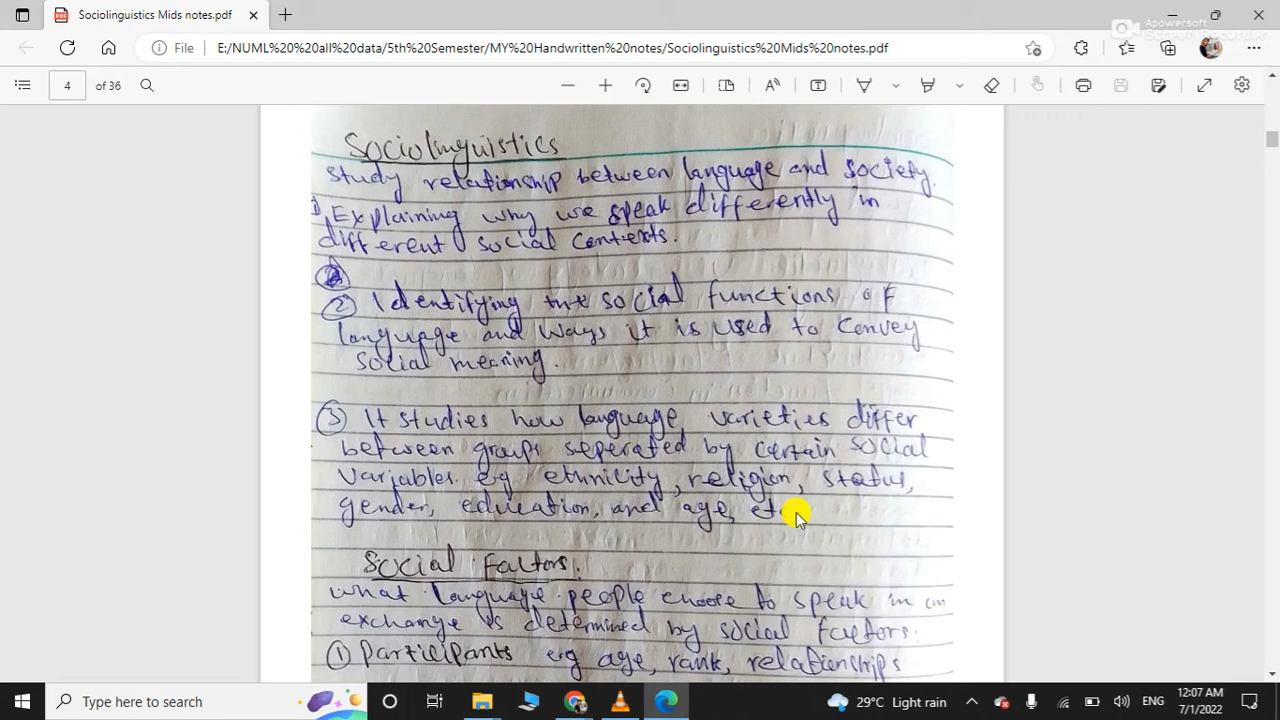 Sociolinguistics Mids notes.pdf
Apowersoft
Screen Recorder
File E:/NUML%20%20all%20data/5th%20Semester/MY%20Handwritten%20notes/Sociolinguistics%20Mids%20notes.pdf
4 of 36
Sociolinguistics
Study relationship between language and society.
1) Explaining why we speak differently in
different social contexts.
② Identifying the social functions of
language and ways it is used to convey
social meaning.
③ It studies how language varieties differ
between groups seperated by certain social
variables eg ethnicity, religion, status,
gender, education, and age, etc
Social Factors:
what language people choose to speak in an
exchange is determined by social factors.
① Participants eg age, rank, relationships
Type here to search
29°C Light rain
ENG
12:07 AM
7/1/2022